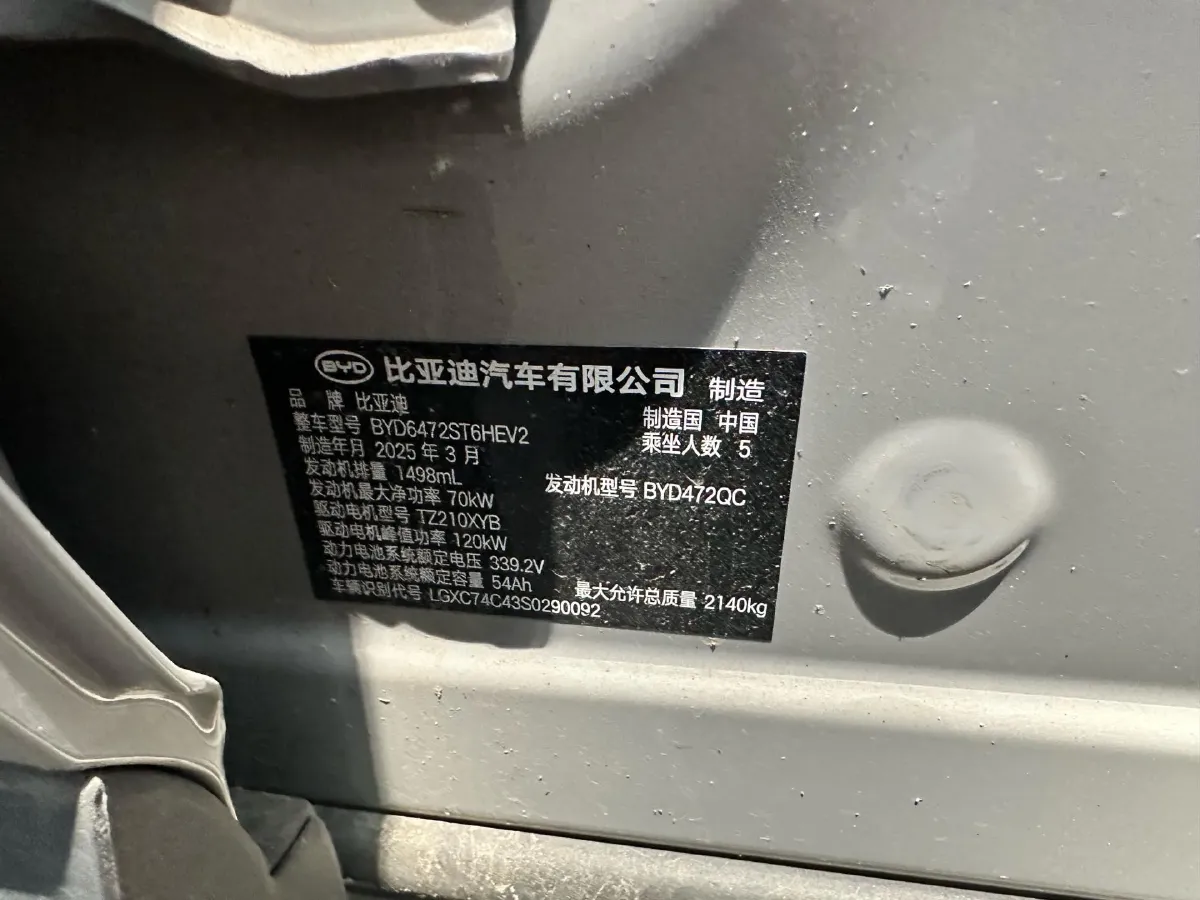 BYD 比亚迪汽车有限公司 制造
品 牌 比亚迪 制造国 中国
整车型号 BYD6472ST6HEV2 乘坐人数 5
制造年月 2025 年 3 月
发动机排量 1498mL 发动机型号 BYD472QC
发动机最大净功率 70kW
驱动电机型号 TZ210XYB
驱动电机峰值功率 120kW
动力电池系统额定电压 339.2V
动力电池系统额定容量 54Ah 最大允许总质量 2140kg
车辆识别代号 LGXC74C43S0290092